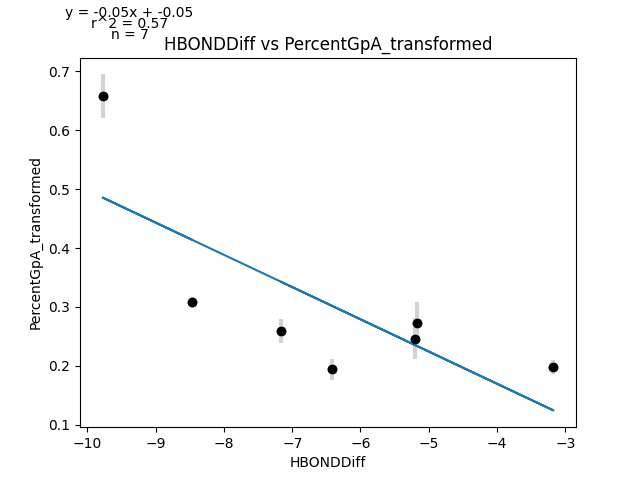 y = -0.05x + -0.05
r^2 = 0.57
n = 7
HBONDDiff vs PercentGpA_transformed
PercentGpA_transformed
0.7
0.6
0.5
0.4
0.3
0.2
0.1
−10
−9
−8
−7
−6
−5
−4
−3
HBONDDiff